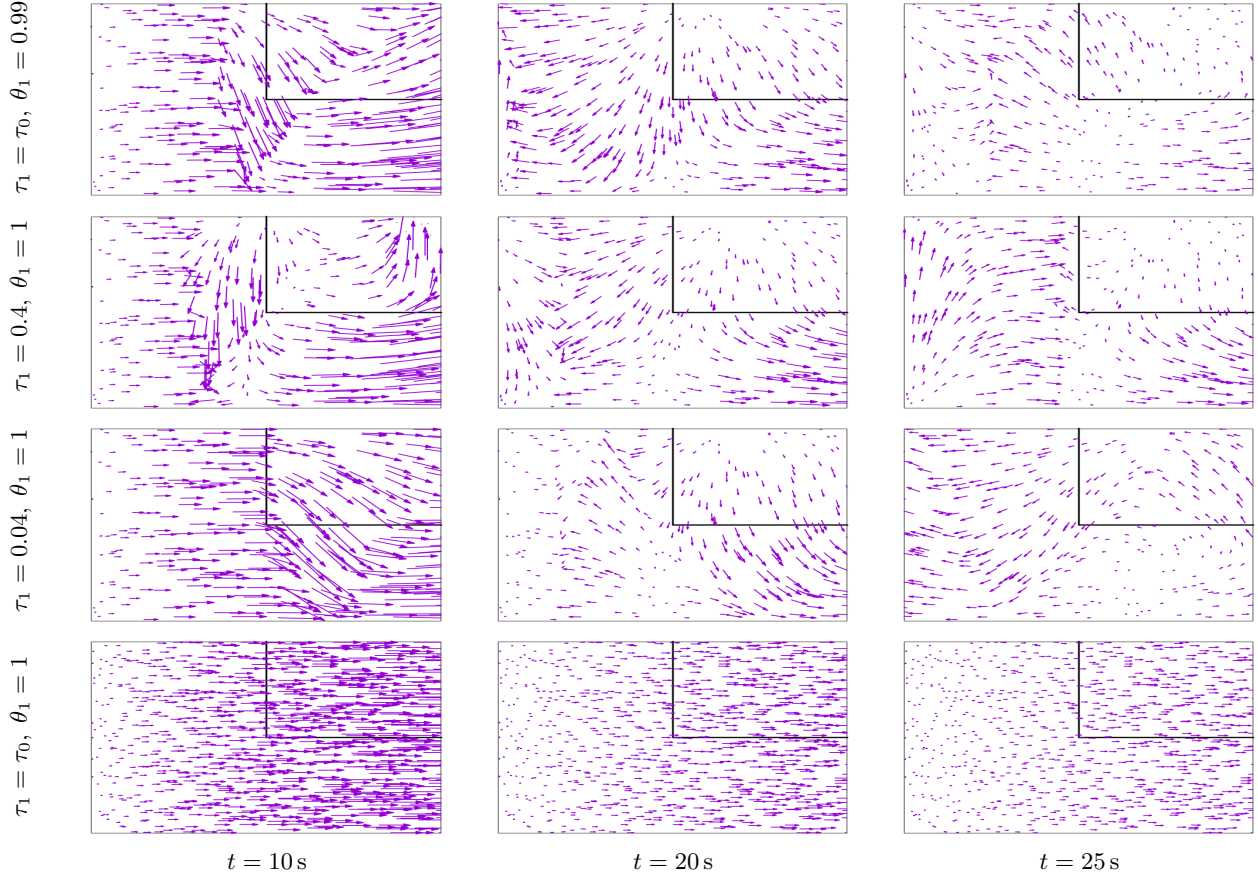 τ₁ = τ₀, θ₁ = 0.99
τ₁ = 0.4, θ₁ = 1
τ₁ = 0.04, θ₁ = 1
τ₁ = τ₀, θ₁ = 1
t = 10 s
t = 20 s
t = 25 s